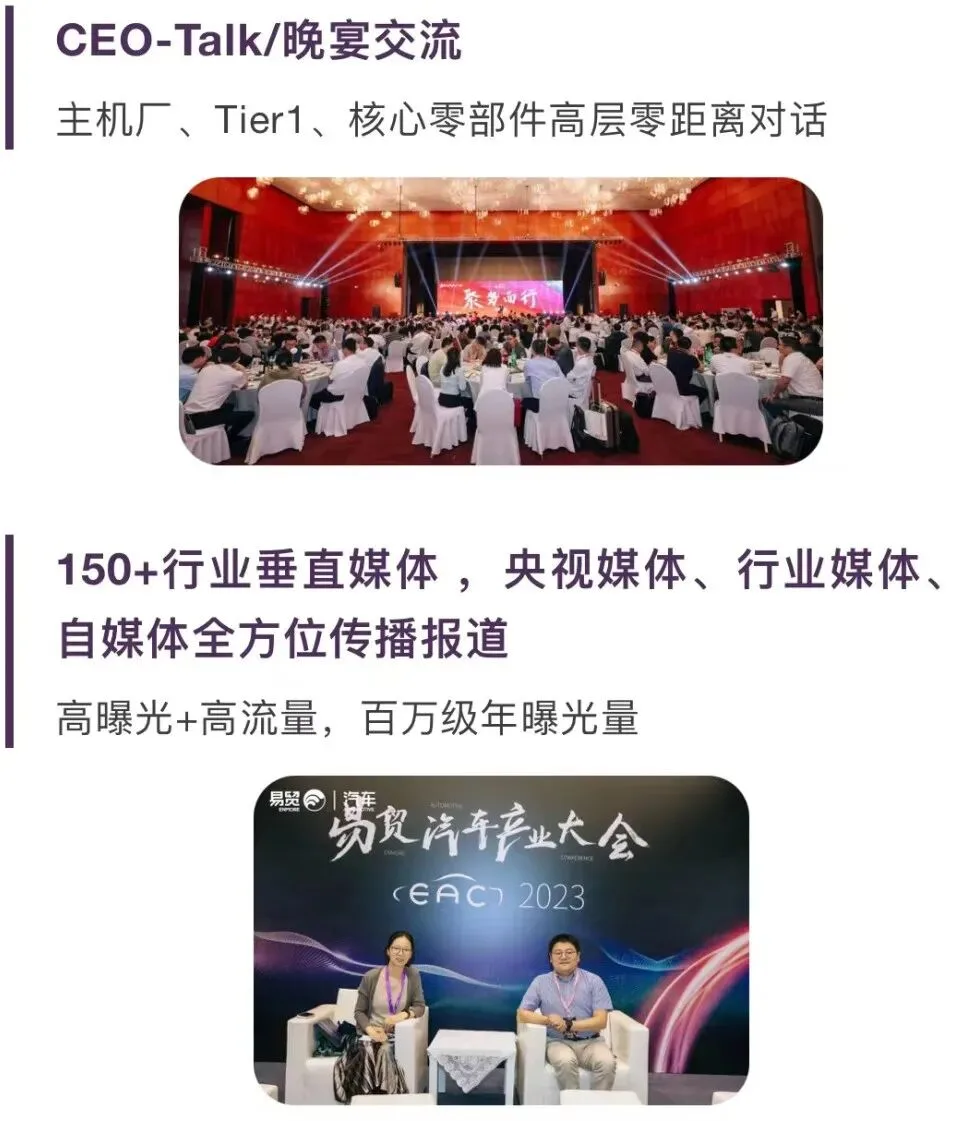 CEO-Talk/晚宴交流
主机厂、Tier1、核心零部件高层零距离对话
聚势而行
150+行业垂直媒体 ，央视媒体、行业媒体、
自媒体全方位传播报道
高曝光+高流量，百万级年曝光量
易贸 | 汽车
ENMORE AUTOMOTIVE
易贸汽车产业大会
EAC 2023